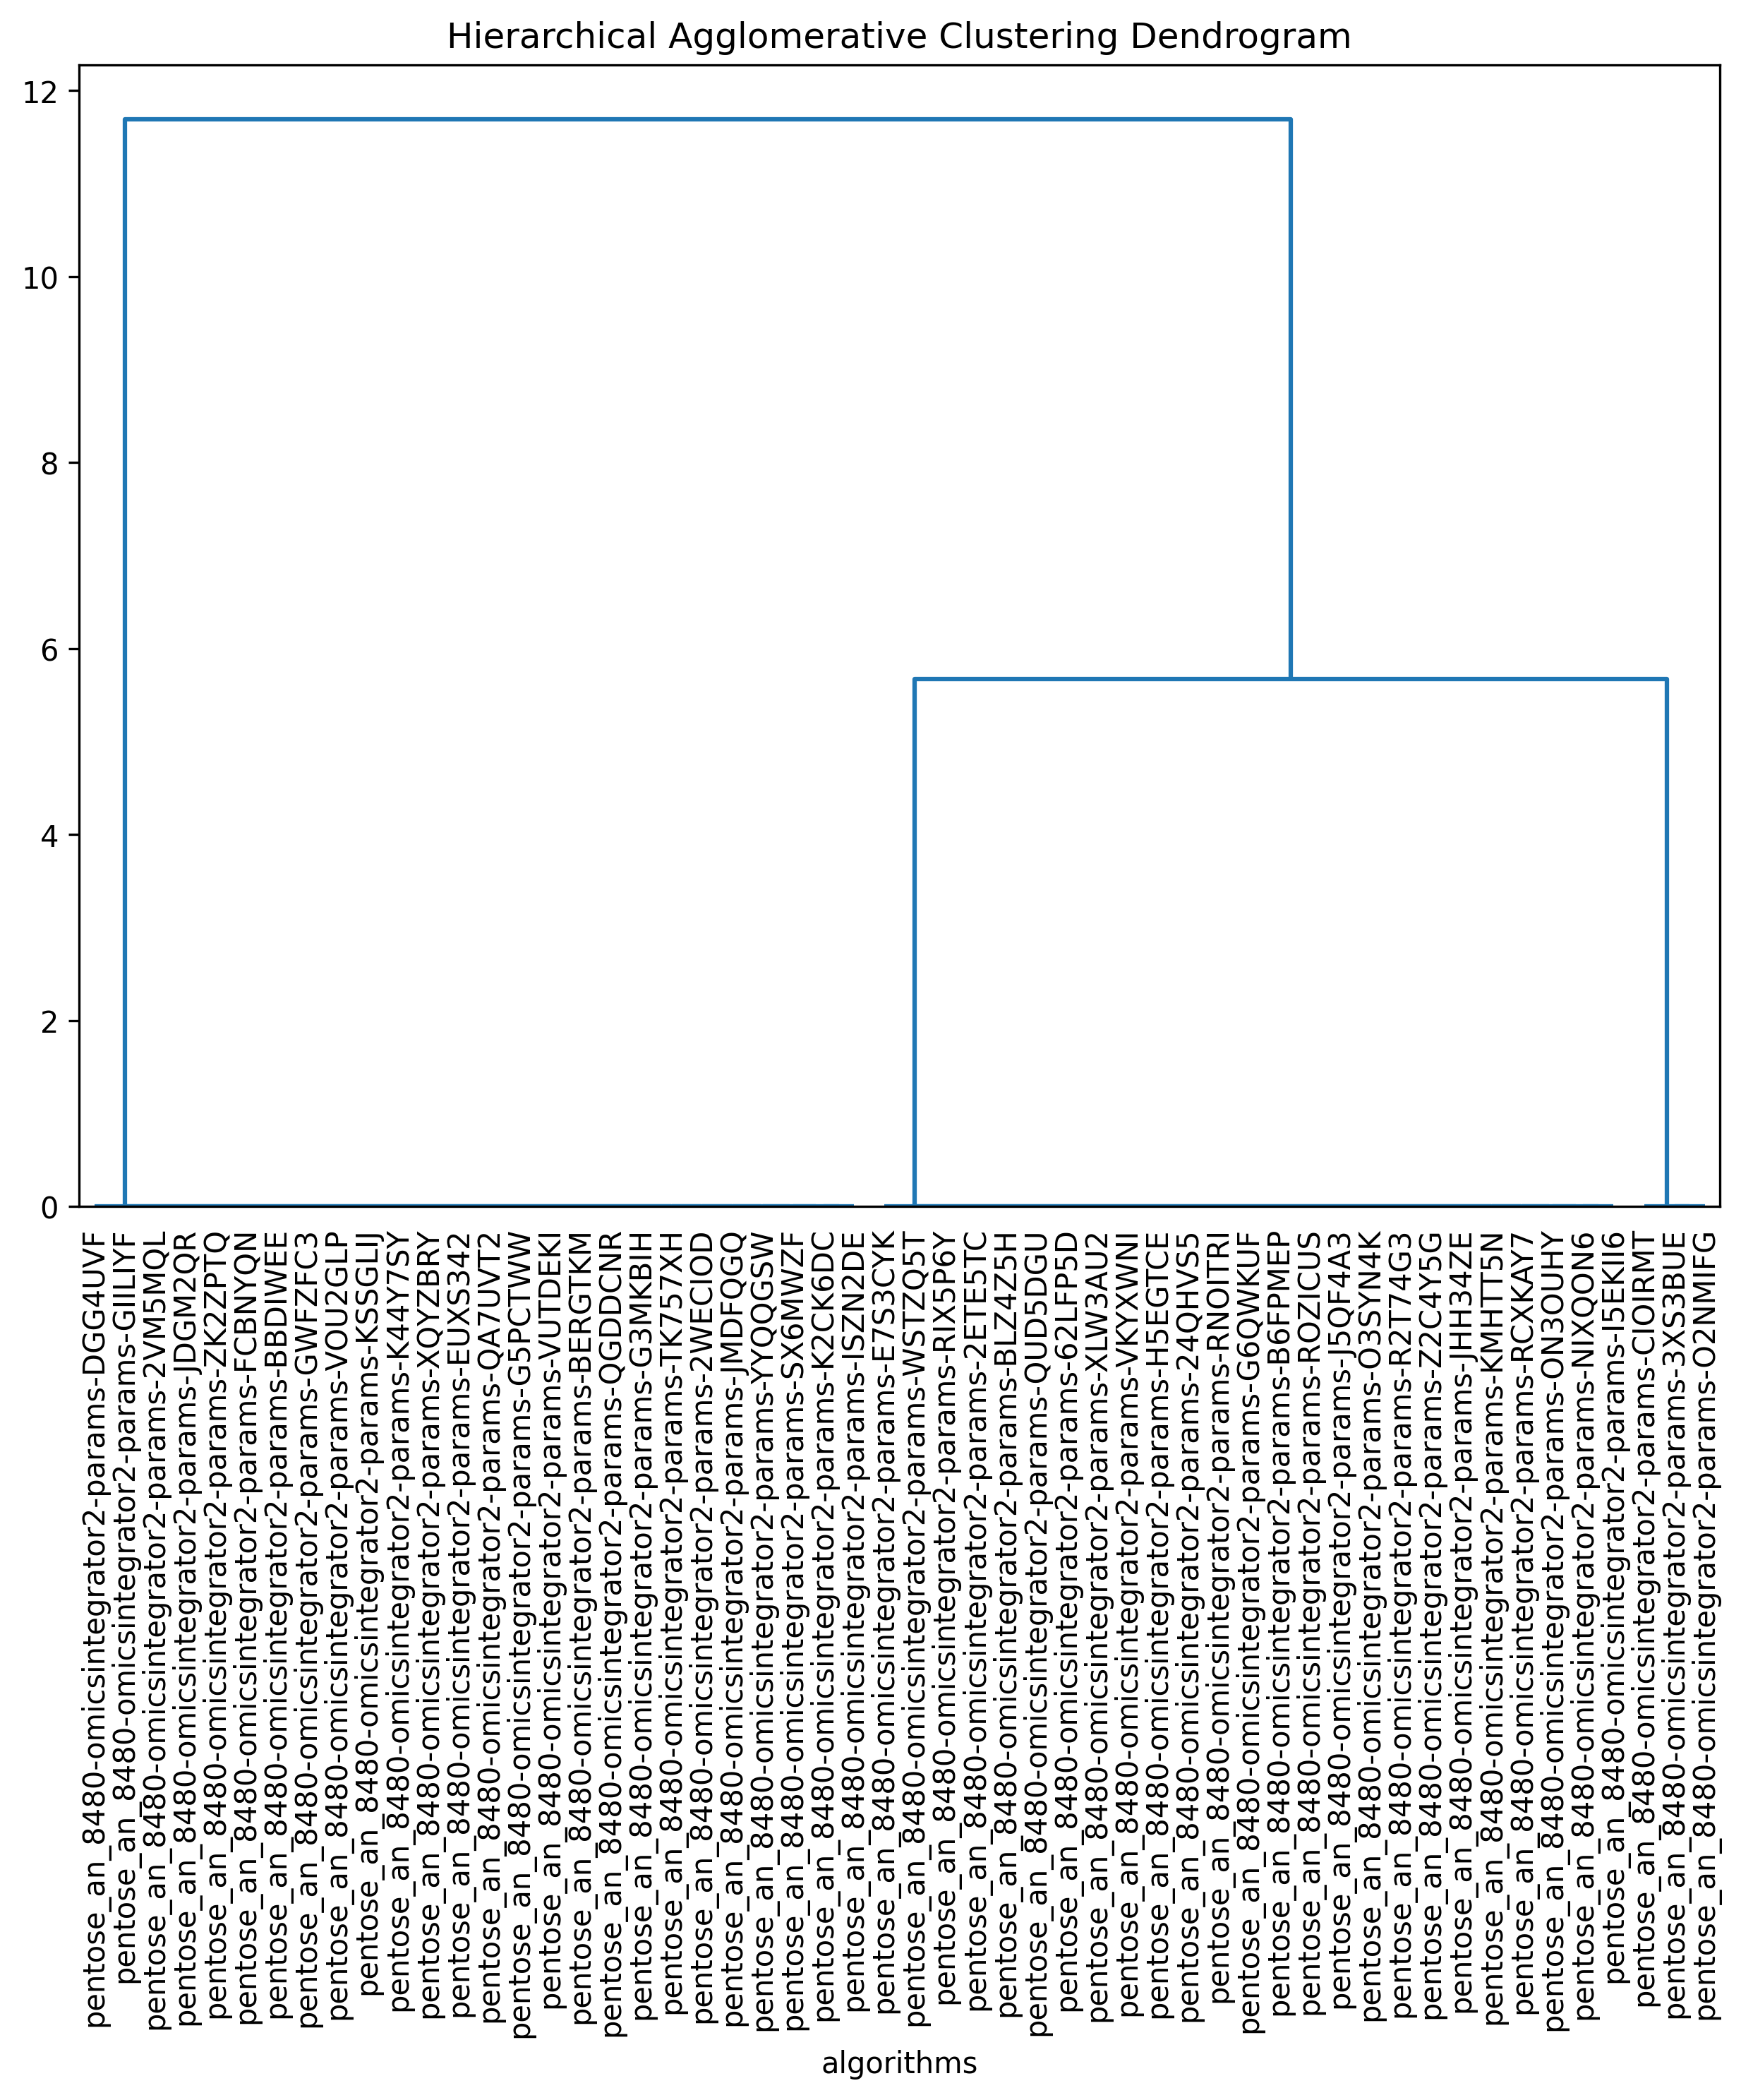 Hierarchical Agglomerative Clustering Dendrogram
12
10
8
6
4
2
0
pentose_an_8480-omicsintegrator2-params-DGG4UVF
pentose_an_8480-omicsintegrator2-params-GIILIYF
pentose_an_8480-omicsintegrator2-params-2VM5MQL
pentose_an_8480-omicsintegrator2-params-JDGM2QR
pentose_an_8480-omicsintegrator2-params-ZK2ZPTQ
pentose_an_8480-omicsintegrator2-params-FCBNYQN
pentose_an_8480-omicsintegrator2-params-BBDIWEE
pentose_an_8480-omicsintegrator2-params-GWFZFC3
pentose_an_8480-omicsintegrator2-params-VOU2GLP
pentose_an_8480-omicsintegrator2-params-KSSGLIJ
pentose_an_8480-omicsintegrator2-params-K44Y7SY
pentose_an_8480-omicsintegrator2-params-XQYZBRY
pentose_an_8480-omicsintegrator2-params-EUXS342
pentose_an_8480-omicsintegrator2-params-QA7UVT2
pentose_an_8480-omicsintegrator2-params-G5PCTWW
pentose_an_8480-omicsintegrator2-params-VUTDEKI
pentose_an_8480-omicsintegrator2-params-BERGTKM
pentose_an_8480-omicsintegrator2-params-QGDDCNR
pentose_an_8480-omicsintegrator2-params-G3MKBIH
pentose_an_8480-omicsintegrator2-params-TK757XH
pentose_an_8480-omicsintegrator2-params-2WECIOD
pentose_an_8480-omicsintegrator2-params-JMDFQGQ
pentose_an_8480-omicsintegrator2-params-YYQQGSW
pentose_an_8480-omicsintegrator2-params-SX6MWZF
pentose_an_8480-omicsintegrator2-params-K2CK6DC
pentose_an_8480-omicsintegrator2-params-ISZN2DE
pentose_an_8480-omicsintegrator2-params-E7S3CYK
pentose_an_8480-omicsintegrator2-params-WSTZQ5T
pentose_an_8480-omicsintegrator2-params-RIX5P6Y
pentose_an_8480-omicsintegrator2-params-2ETE5TC
pentose_an_8480-omicsintegrator2-params-BLZ4Z5H
pentose_an_8480-omicsintegrator2-params-QUD5DGU
pentose_an_8480-omicsintegrator2-params-62LFP5D
pentose_an_8480-omicsintegrator2-params-XLW3AU2
pentose_an_8480-omicsintegrator2-params-VKYXWNI
pentose_an_8480-omicsintegrator2-params-H5EGTCE
pentose_an_8480-omicsintegrator2-params-24QHVS5
pentose_an_8480-omicsintegrator2-params-RNOITRI
pentose_an_8480-omicsintegrator2-params-G6QWKUF
pentose_an_8480-omicsintegrator2-params-B6FPMEP
pentose_an_8480-omicsintegrator2-params-ROZICUS
pentose_an_8480-omicsintegrator2-params-J5QF4A3
pentose_an_8480-omicsintegrator2-params-O3SYN4K
pentose_an_8480-omicsintegrator2-params-R2T74G3
pentose_an_8480-omicsintegrator2-params-Z2C4Y5G
pentose_an_8480-omicsintegrator2-params-JHH34ZE
pentose_an_8480-omicsintegrator2-params-KMHTT5N
pentose_an_8480-omicsintegrator2-params-RCXKAY7
pentose_an_8480-omicsintegrator2-params-ON3OUHY
pentose_an_8480-omicsintegrator2-params-NIXQON6
pentose_an_8480-omicsintegrator2-params-I5EKII6
pentose_an_8480-omicsintegrator2-params-CIOIRMT
pentose_an_8480-omicsintegrator2-params-3XS3BUE
pentose_an_8480-omicsintegrator2-params-O2NMIFG
algorithms